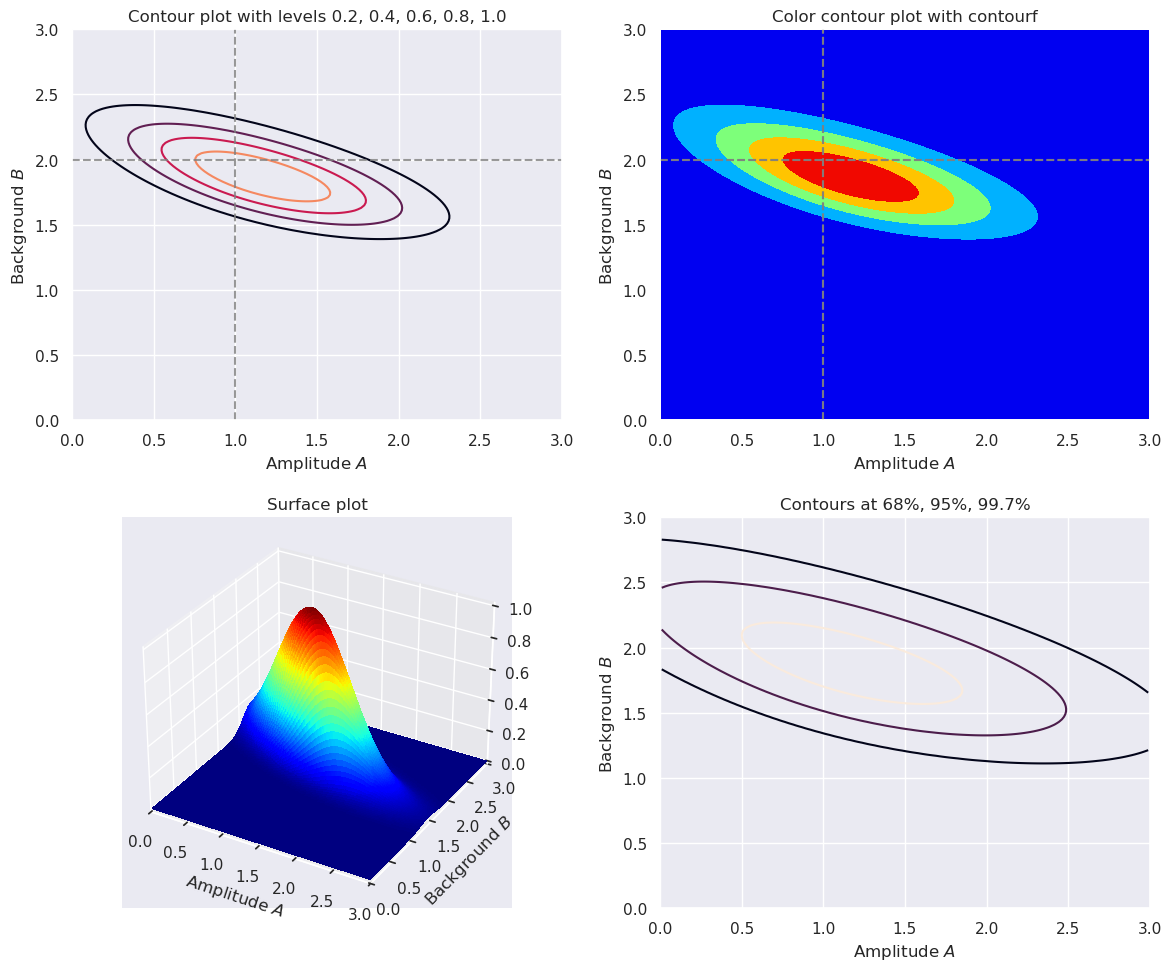 Contour plot with levels 0.2, 0.4, 0.6, 0.8, 1.0
3.0
2.5
2.0
1.5
1.0
0.5
0.0
Background B
0.0 0.5 1.0 1.5 2.0 2.5 3.0
Amplitude A
Color contour plot with contourf
3.0
2.5
2.0
1.5
1.0
0.5
0.0
Background B
0.0 0.5 1.0 1.5 2.0 2.5 3.0
Amplitude A
Surface plot
1.0
0.8
0.6
0.4
0.2
0.0
0.0 0.5 1.0 1.5 2.0 2.5 3.0
Amplitude A
0.0 0.5 1.0 1.5 2.0 2.5 3.0
Background B
Contours at 68%, 95%, 99.7%
3.0
2.5
2.0
1.5
1.0
0.5
0.0
Background B
0.0 0.5 1.0 1.5 2.0 2.5 3.0
Amplitude A